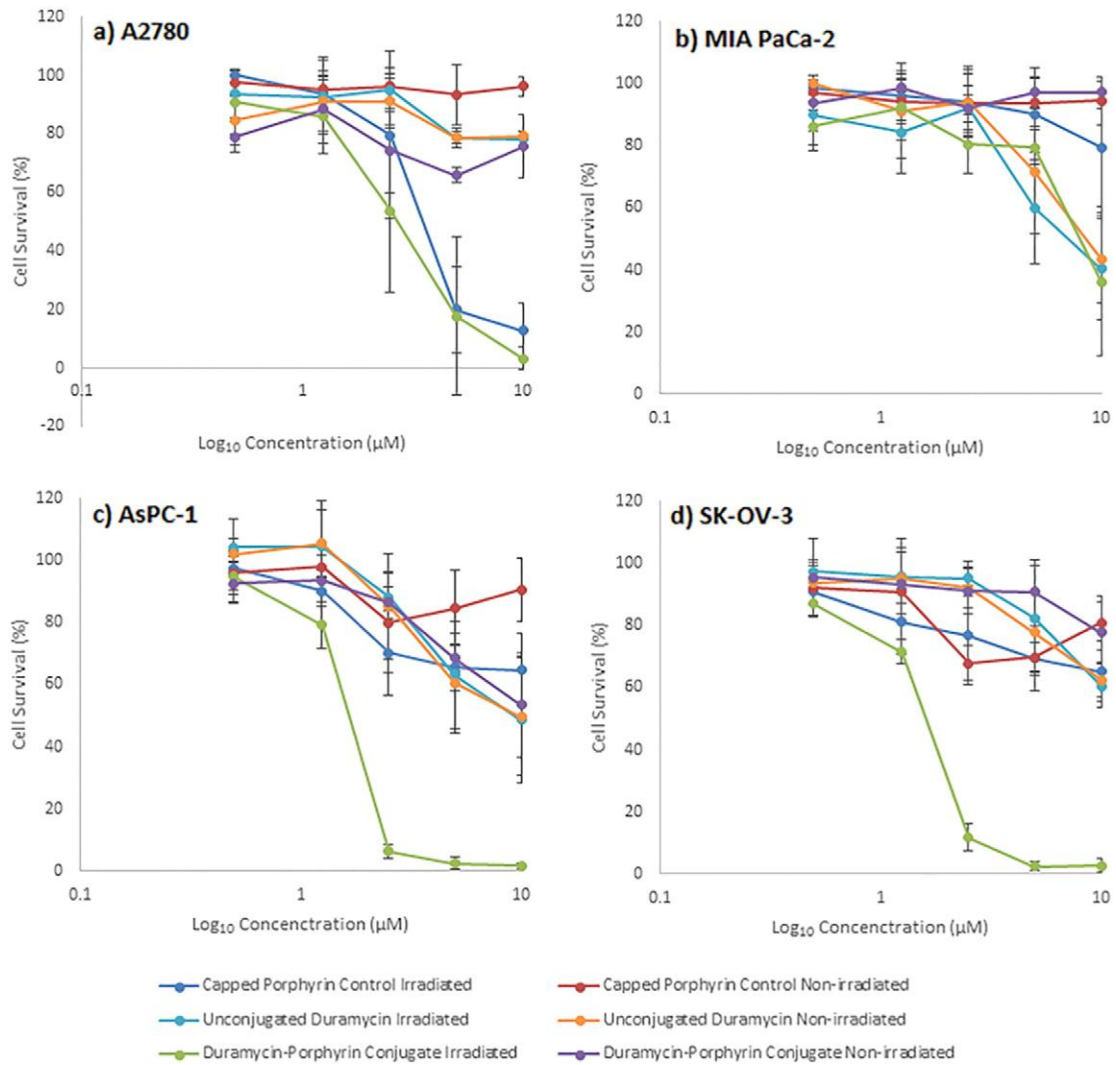 a) A2780
120
100
80
60
40
20
0
-20
0.1
1
10
Cell Survival (%)
Log10 Concentration (µM)
b) MIA PaCa-2
120
100
80
60
40
20
0
0.1
1
10
Cell Survival (%)
Log10 Concentration (µM)
c) AsPC-1
120
100
80
60
40
20
0
0.1
1
10
Cell Survival (%)
Log10 Concenctration (µM)
d) SK-OV-3
120
100
80
60
40
20
0
0.1
1
10
Cell Survival (%)
Log10 Concenctration (µM)
Capped Porphyrin Control Irradiated
Capped Porphyrin Control Non-irradiated
Unconjugated Duramycin Irradiated
Unconjugated Duramycin Non-irradiated
Duramycin-Porphyrin Conjugate Irradiated
Duramycin-Porphyrin Conjugate Non-irradiated